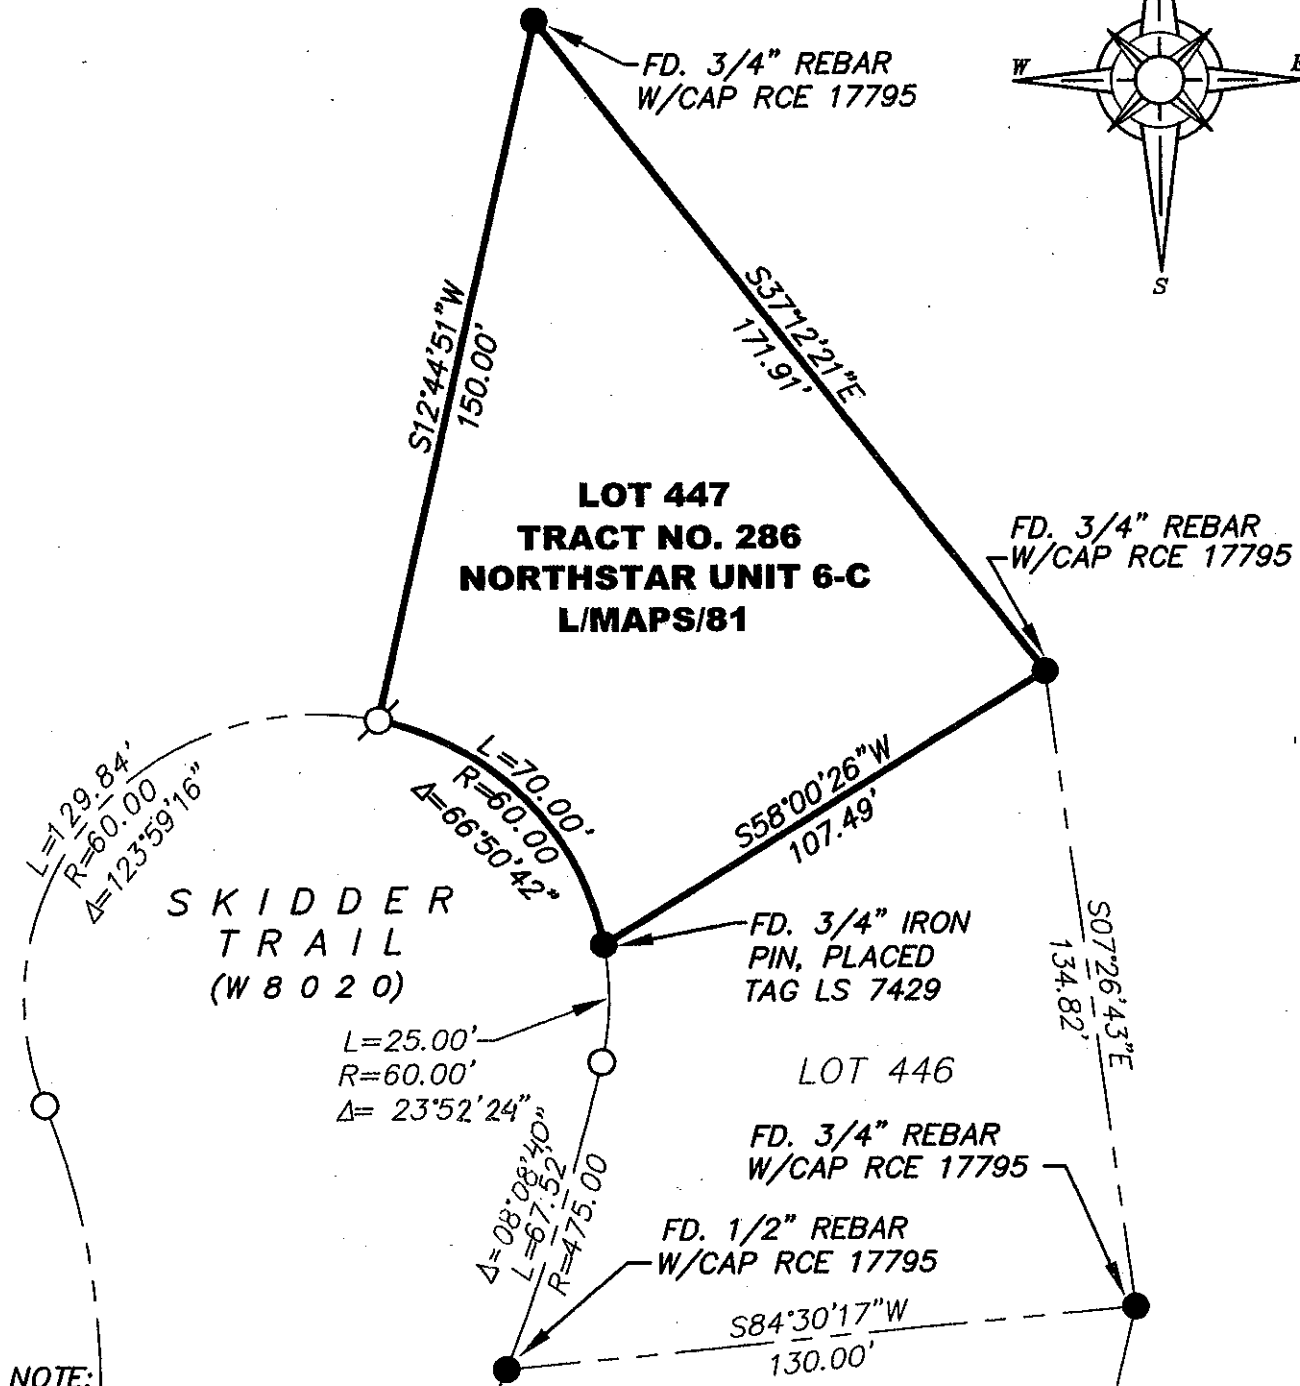 FD. 3/4" REBAR
W/CAP RCE 17795
W
E
S
S12°44'51"W
150.00'
S37°12'21"E
171.91'
LOT 447
TRACT NO. 286
NORTHSTAR UNIT 6-C
L/MAPS/81
FD. 3/4" REBAR
W/CAP RCE 17795
L=129.84'
R=60.00
Δ=123°59'16"
L=70.00'
R=60.00
Δ=66°50'42"
S58°00'26"W
107.49'
SKIDDER
TRAIL
(W8020)
FD. 3/4" IRON
PIN, PLACED
TAG LS 7429
S07°26'43"E
134.82'
L=25.00'
R=60.00'
Δ= 23°52'24"
LOT 446
Δ=08°08'40"
L=67.52'
R=475.00
FD. 3/4" REBAR
W/CAP RCE 17795
FD. 1/2" REBAR
W/CAP RCE 17795
S84°30'17"W
130.00'
NOTE: